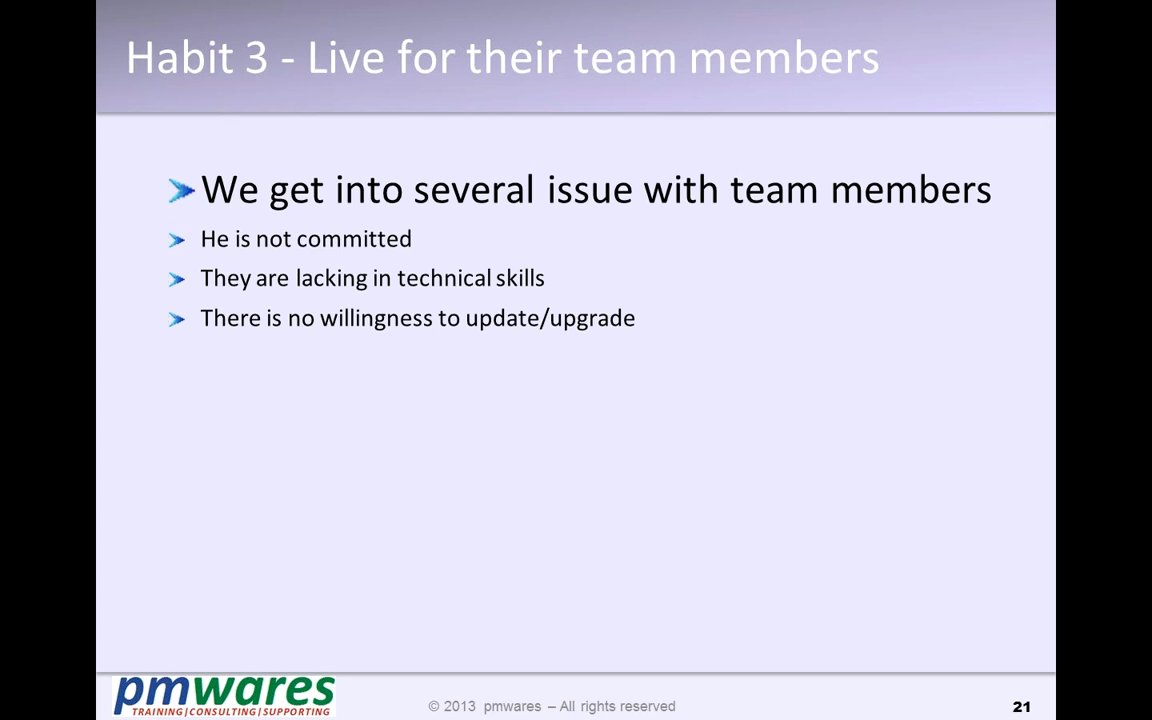 Habit 3 - Live for their team members
We get into several issue with team members
He is not committed
They are lacking in technical skills
There is no willingness to update/upgrade
pmwares
TRAINING|CONSULTING|SUPPORTING
© 2013 pmwares – All rights reserved
21